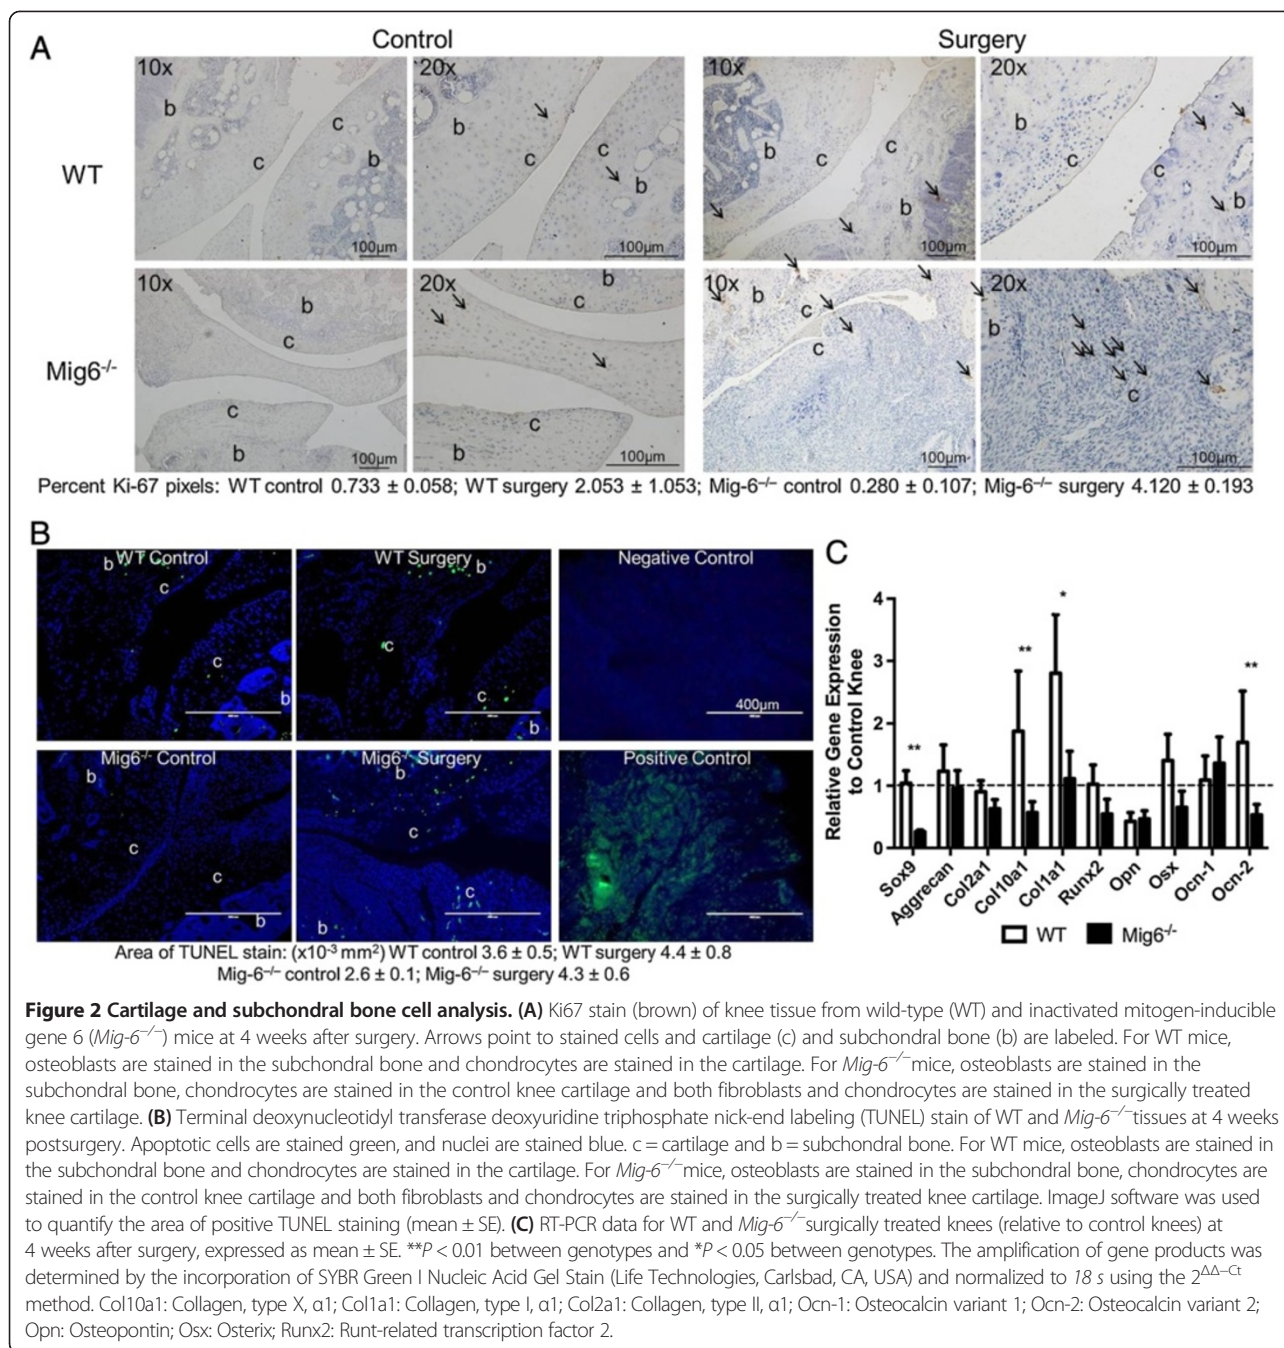 A
Control
Surgery
10x
20x
10x
20x
b
c
c
b
b
c
c
b
b
c
c
b
b
c
c
b
100µm
100µm
100µm
100µm
WT
10x
20x
10x
20x
b
c
c
b
b
c
c
b
b
c
c
b
c
100µm
100µm
100µm
100µm
Mig6-/-
Percent Ki-67 pixels: WT control 0.733 ± 0.058; WT surgery 2.053 ± 1.053; Mig-6–/– control 0.280 ± 0.107; Mig-6–/– surgery 4.120 ± 0.193
B
WT Control
WT Surgery
Negative Control
b
c
c
b
b
c
c
b
400µm
Mig6-/- Control
Mig6-/- Surgery
Positive Control
b
c
c
b
b
c
c
b
Area of TUNEL stain: (x10-3 mm2) WT control 3.6 ± 0.5; WT surgery 4.4 ± 0.8
Mig-6–/– control 2.6 ± 0.1; Mig-6–/– surgery 4.3 ± 0.6
C
Relative Gene Expression
to Control Knee
4
3
2
1
0
**
**
*
**
Sox9
Aggrecan
Col2a1
Col10a1
Col1a1
Runx2
Opn
Osx
Ocn-1
Ocn-2
WT
Mig6-/-
Figure 2 Cartilage and subchondral bone cell analysis. (A) Ki67 stain (brown) of knee tissue from wild-type (WT) and inactivated mitogen-inducible
gene 6 (Mig-6−/−) mice at 4 weeks after surgery. Arrows point to stained cells and cartilage (c) and subchondral bone (b) are labeled. For WT mice,
osteoblasts are stained in the subchondral bone and chondrocytes are stained in the cartilage. For Mig-6−/− mice, osteoblasts are stained in the
subchondral bone, chondrocytes are stained in the control knee cartilage and both fibroblasts and chondrocytes are stained in the surgically treated
knee cartilage. (B) Terminal deoxynucleotidyl transferase deoxyuridine triphosphate nick-end labeling (TUNEL) stain of WT and Mig-6−/− tissues at 4 weeks
postsurgery. Apoptotic cells are stained green, and nuclei are stained blue. c = cartilage and b = subchondral bone. For WT mice, osteoblasts are stained in
the subchondral bone and chondrocytes are stained in the cartilage. For Mig-6−/− mice, osteoblasts are stained in the subchondral bone, chondrocytes are
stained in the control knee cartilage and both fibroblasts and chondrocytes are stained in the surgically treated knee cartilage. ImageJ software was used
to quantify the area of positive TUNEL staining (mean ± SE). (C) RT-PCR data for WT and Mig-6−/− surgically treated knees (relative to control knees) at
4 weeks after surgery, expressed as mean ± SE. **P < 0.01 between genotypes and *P < 0.05 between genotypes. The amplification of gene products was
determined by the incorporation of SYBR Green I Nucleic Acid Gel Stain (Life Technologies, Carlsbad, CA, USA) and normalized to 18 s using the 2ΔΔ−Ct
method. Col10a1: Collagen, type X, α1; Col1a1: Collagen, type I, α1; Col2a1: Collagen, type II, α1; Ocn-1: Osteocalcin variant 1; Ocn-2: Osteocalcin variant 2;
Opn: Osteopontin; Osx: Osterix; Runx2: Runt-related transcription factor 2.